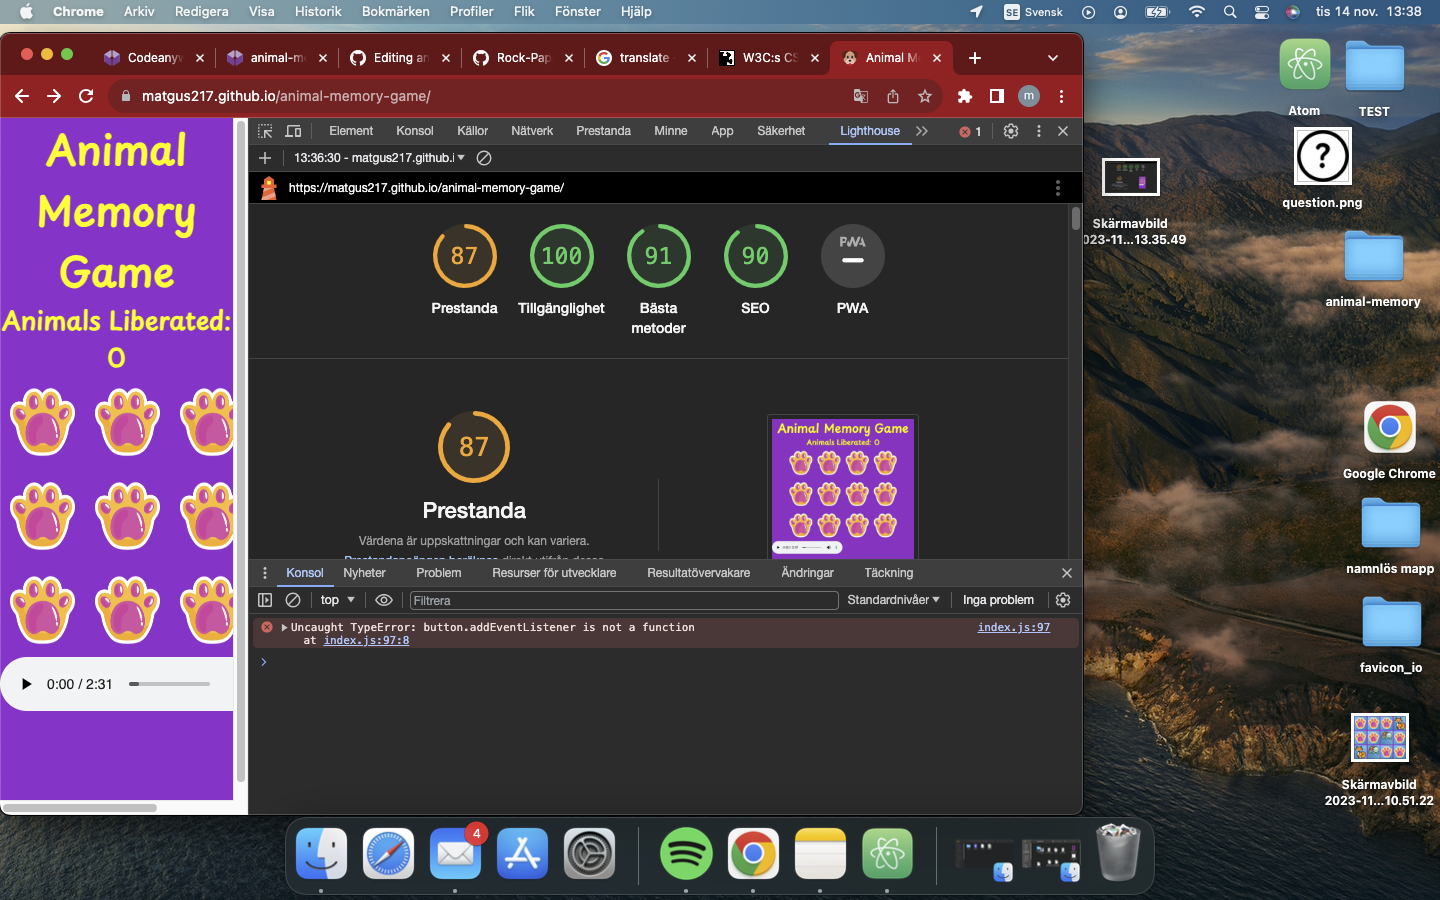 Chrome Arkiv Redigera Visa Historik Bokmärken Profiler Flik Fönster Hjälp
SE Svensk tis 14 nov. 13:38
Codeanyw
animal-me
Editing an
Rock-Pap
translate -
W3C:s CS
Animal Me
matgus217.github.io/animal-memory-game/
m
Animal
Memory
Game
Animals Liberated:
0
0:00 / 2:31
Element Konsol Källor Nätverk Prestanda Minne App Säkerhet Lighthouse 1
13:36:30 - matgus217.github.i
https://matgus217.github.io/animal-memory-game/
87 100 91 90 PWA
Prestanda Tillgänglighet Bästa metoder SEO PWA
87
Prestanda
Värdena är uppskattningar och kan variera.
Animal Memory Game
Animals Liberated: 0
Konsol Nyheter Problem Resurser för utvecklare Resultatövervakare Ändringar Täckning
top Filtrera Standardnivåer Inga problem
Uncaught TypeError: button.addEventListener is not a function index.js:97
at index.js:97:8
Atom
TEST
question.png
Skärmavbild
023-11...13.35.49
animal-memory
Google Chrome
namnlös mapp
favicon_io
Skärmavbild
2023-11...10.51.22
4